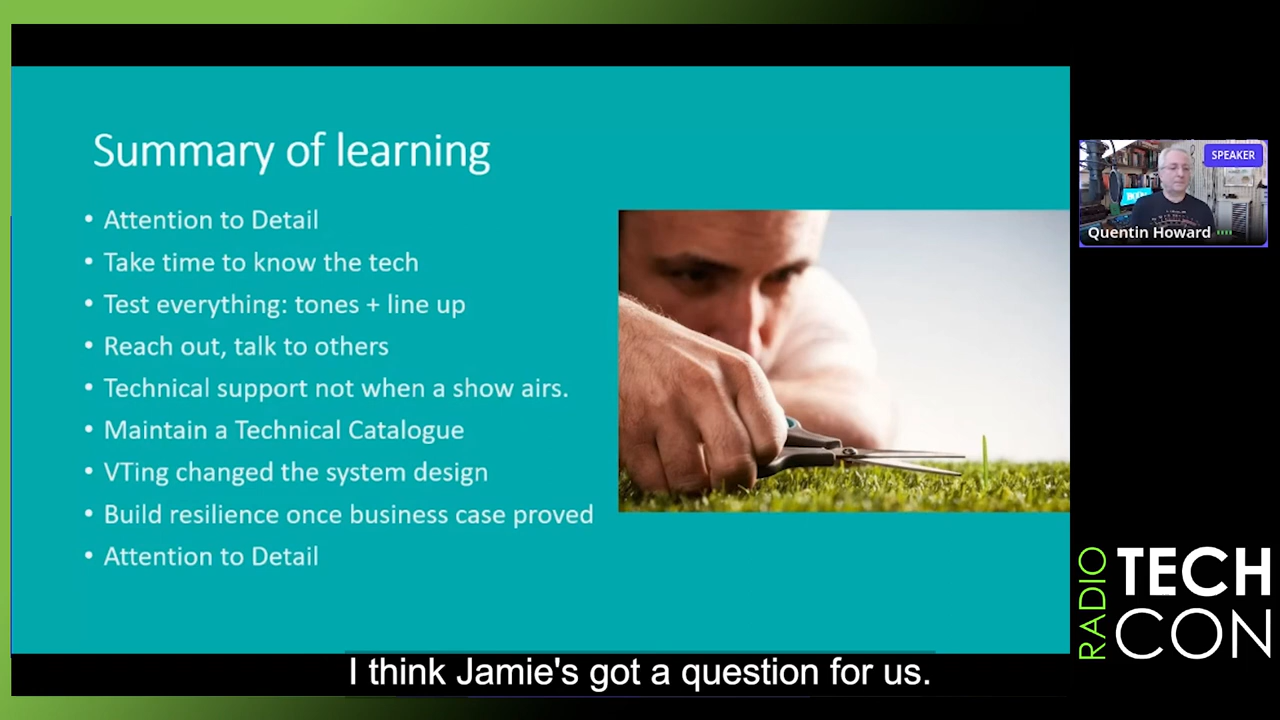 Summary of learning
• Attention to Detail
• Take time to know the tech
• Test everything: tones + line up
• Reach out, talk to others
• Technical support not when a show airs.
• Maintain a Technical Catalogue
• VTing changed the system design
• Build resilience once business case proved
• Attention to Detail
SPEAKER
Quentin Howard
RADIO
TECH
CON
I think Jamie's got a question for us.